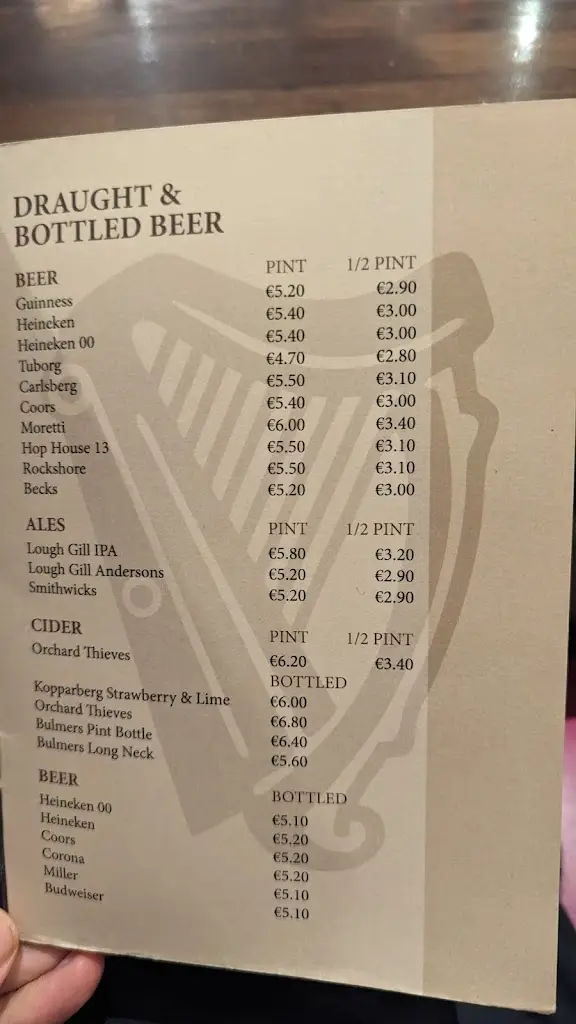 DRAUGHT &
BOTTLED BEER
BEER PINT 1/2 PINT
Guinness €5.20 €2.90
Heineken €5.40 €3.00
Heineken 00 €5.40 €3.00
Tuborg €4.70 €2.80
Carlsberg €5.50 €3.10
Coors €5.40 €3.00
Moretti €6.00 €3.40
Hop House 13 €5.50 €3.10
Rockshore €5.50 €3.10
Becks €5.20 €3.00
ALES PINT 1/2 PINT
Lough Gill IPA €5.80 €3.20
Lough Gill Andersons €5.20 €2.90
Smithwicks €5.20 €2.90
CIDER PINT 1/2 PINT
Orchard Thieves €6.20 €3.40
BOTTLED
Kopparberg Strawberry & Lime €6.00
Orchard Thieves €6.80
Bulmers Pint Bottle €6.40
Bulmers Long Neck €5.60
BEER BOTTLED
Heineken 00 €5.10
Heineken €5.20
Coors €5.20
Corona €5.20
Miller €5.10
Budweiser €5.10